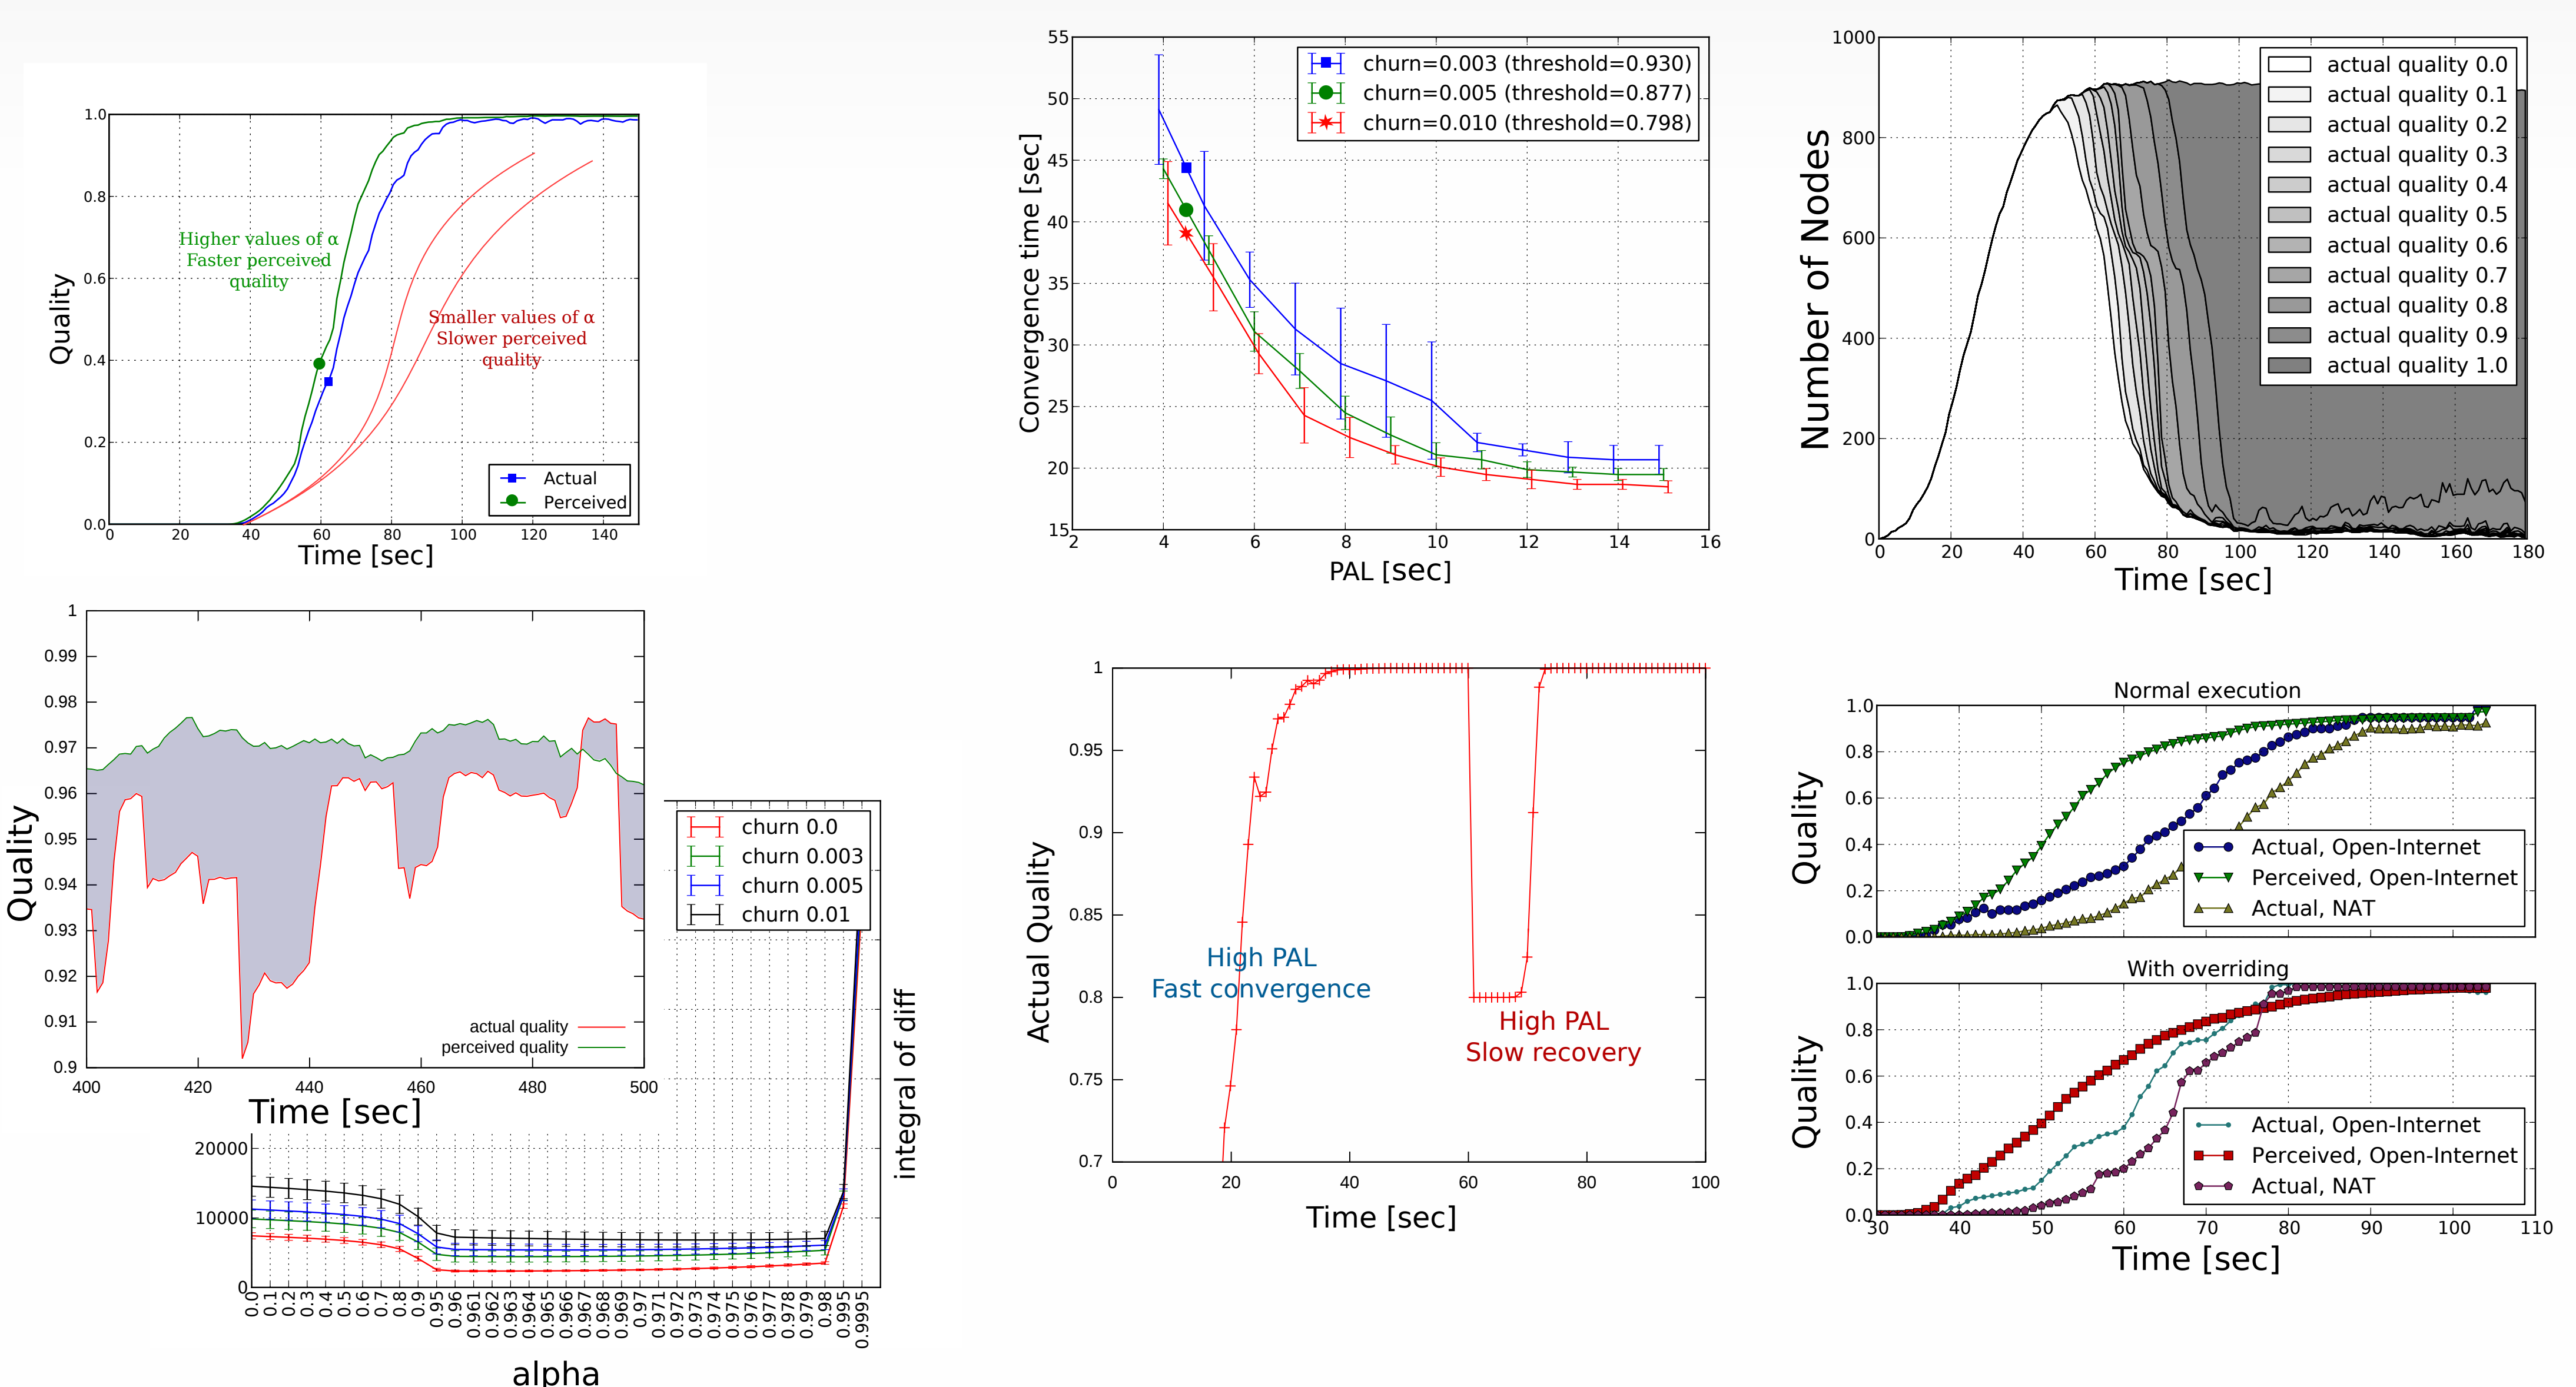 1.0
0.8
0.6
0.4
0.2
0.0
Quality
Higher values of α
Faster perceived
quality
Smaller values of α
Slower perceived
quality
Actual
Perceived
0 20 40 60 80 100 120 140
Time [sec]
55
50
45
40
35
30
25
20
15
Convergence time [sec]
churn=0.003 (threshold=0.930)
churn=0.005 (threshold=0.877)
churn=0.010 (threshold=0.798)
2 4 6 8 10 12 14 16
PAL [sec]
1000
800
600
400
200
0
Number of Nodes
actual quality 0.0
actual quality 0.1
actual quality 0.2
actual quality 0.3
actual quality 0.4
actual quality 0.5
actual quality 0.6
actual quality 0.7
actual quality 0.8
actual quality 0.9
actual quality 1.0
0 20 40 60 80 100 120 140 160 180
Time [sec]
1
0.99
0.98
0.97
0.96
0.95
0.94
0.93
0.92
0.91
0.9
Quality
actual quality
perceived quality
400 420 440 460 480 500
Time [sec]
churn 0.0
churn 0.003
churn 0.005
churn 0.01
integral of diff
20000
10000
0
0.0 0.1 0.2 0.3 0.4 0.5 0.6 0.7 0.8 0.9 0.95 0.96 0.961 0.962 0.963 0.964 0.965 0.966 0.967 0.968 0.969 0.97 0.971 0.972 0.973 0.974 0.975 0.976 0.977 0.978 0.979 0.98 0.995 0.9995
alpha
1
0.95
0.9
0.85
0.8
0.75
0.7
Actual Quality
High PAL
Fast convergence
High PAL
Slow recovery
0 20 40 60 80 100
Time [sec]
Normal execution
1.0
0.8
0.6
0.4
0.2
0.0
Quality
Actual, Open-Internet
Perceived, Open-Internet
Actual, NAT
With overriding
1.0
0.8
0.6
0.4
0.2
0.0
Quality
Actual, Open-Internet
Perceived, Open-Internet
Actual, NAT
30 40 50 60 70 80 90 100 110
Time [sec]